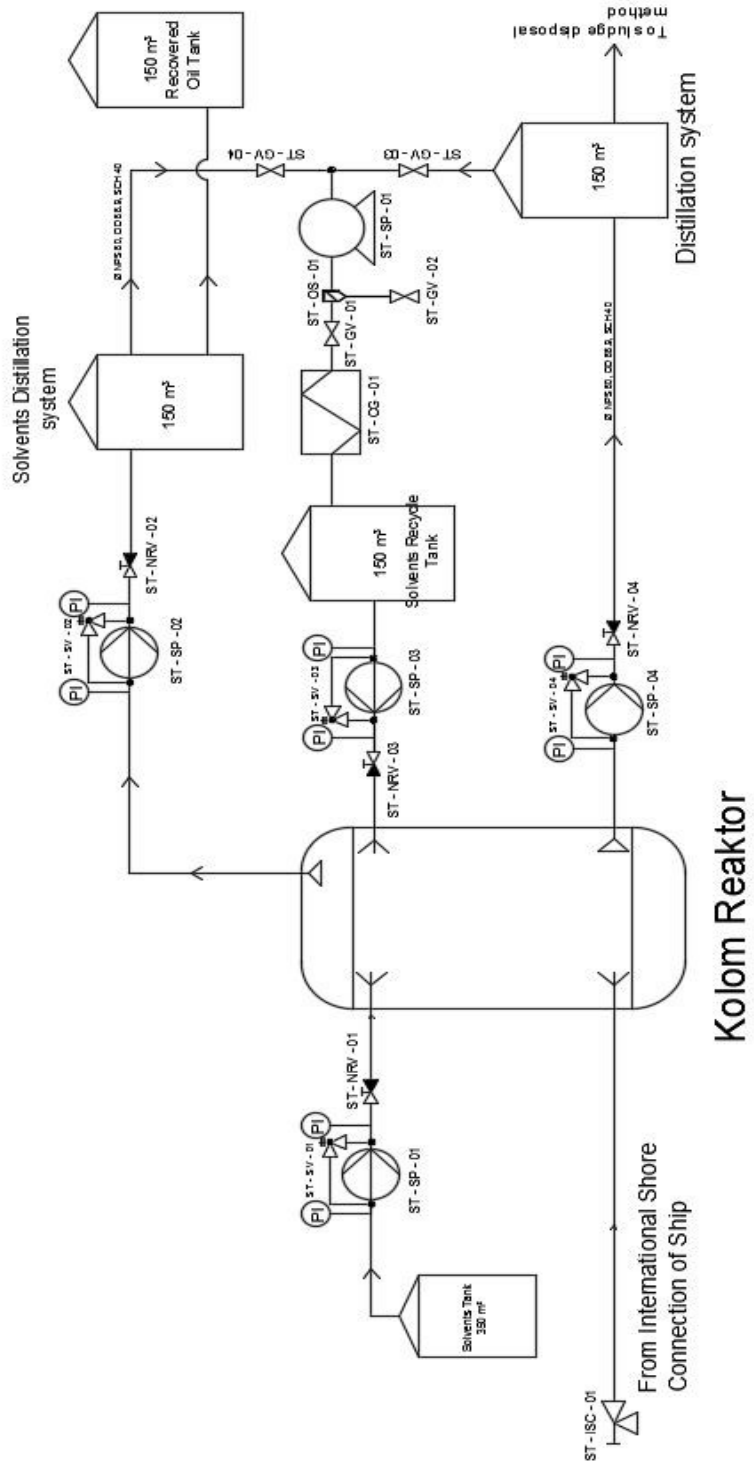 150 m³
Recovered
Oil Tank
To sludge disposal
method
Solvents Distillation
system
150 m³
Ø NPS 80, OD 88.9, SCH 40
ST - GV - 04
ST - GV - 03
150 m³
Distillation system
ST - SP - 01
ST - OS - 01
ST - GV - 02
ST - GV - 01
ST - CG - 01
150 m³
Solvents Recycle
Tank
Ø NPS 80, OD 88.9, SCH 40
ST - NRV - 02
PI
ST - SV - 02
PI
ST - SP - 02
PI
ST - SV - 03
PI
ST - SP - 03
ST - NRV - 03
ST - NRV - 04
PI
ST - SV - 04
PI
ST - SP - 04
Kolom Reaktor
ST - NRV - 01
PI
ST - SV - 01
PI
ST - SP - 01
Solvents Tank
350 m³
From International Shore
Connection of Ship
ST - ISC - 01